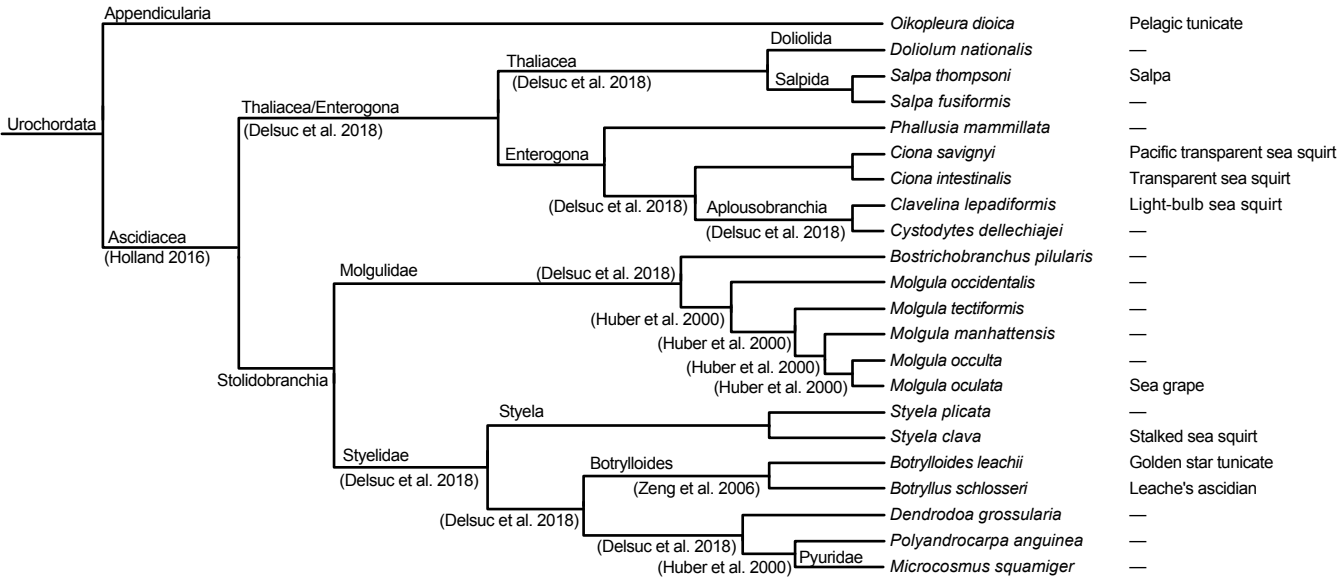 Appendicularia
Oikopleura dioica Pelagic tunicate
Doliolida
Doliolum nationalis —
Thaliacea
(Delsuc et al. 2018)
Salpida
Salpa thompsoni Salpa
Salpa fusiformis —
Thaliacea/Enterogona
(Delsuc et al. 2018)
Urochordata
Phallusia mammillata —
Enterogona
Ciona savignyi Pacific transparent sea squirt
Ciona intestinalis Transparent sea squirt
(Delsuc et al. 2018)
Aplousobranchia
(Delsuc et al. 2018)
Clavelina lepadiformis Light-bulb sea squirt
Cystodytes dellechiajei —
Ascidiacea
(Holland 2016)
Molgulidae
(Delsuc et al. 2018)
Bostrichobranchus pilularis —
Molgula occidentalis —
(Huber et al. 2000)
Molgula tectiformis —
(Huber et al. 2000)
Molgula manhattensis —
(Huber et al. 2000)
Molgula occulta —
(Huber et al. 2000)
Molgula oculata Sea grape
Stolidobranchia
Styela
Styela plicata —
Styela clava Stalked sea squirt
Styelidae
(Delsuc et al. 2018)
Botrylloides
(Zeng et al. 2006)
Botrylloides leachii Golden star tunicate
Botryllus schlosseri Leache's ascidian
(Delsuc et al. 2018)
Dendrodoa grossularia —
(Delsuc et al. 2018)
Polyandrocarpa anguinea —
(Huber et al. 2000)
Pyuridae
Microcosmus squamiger —